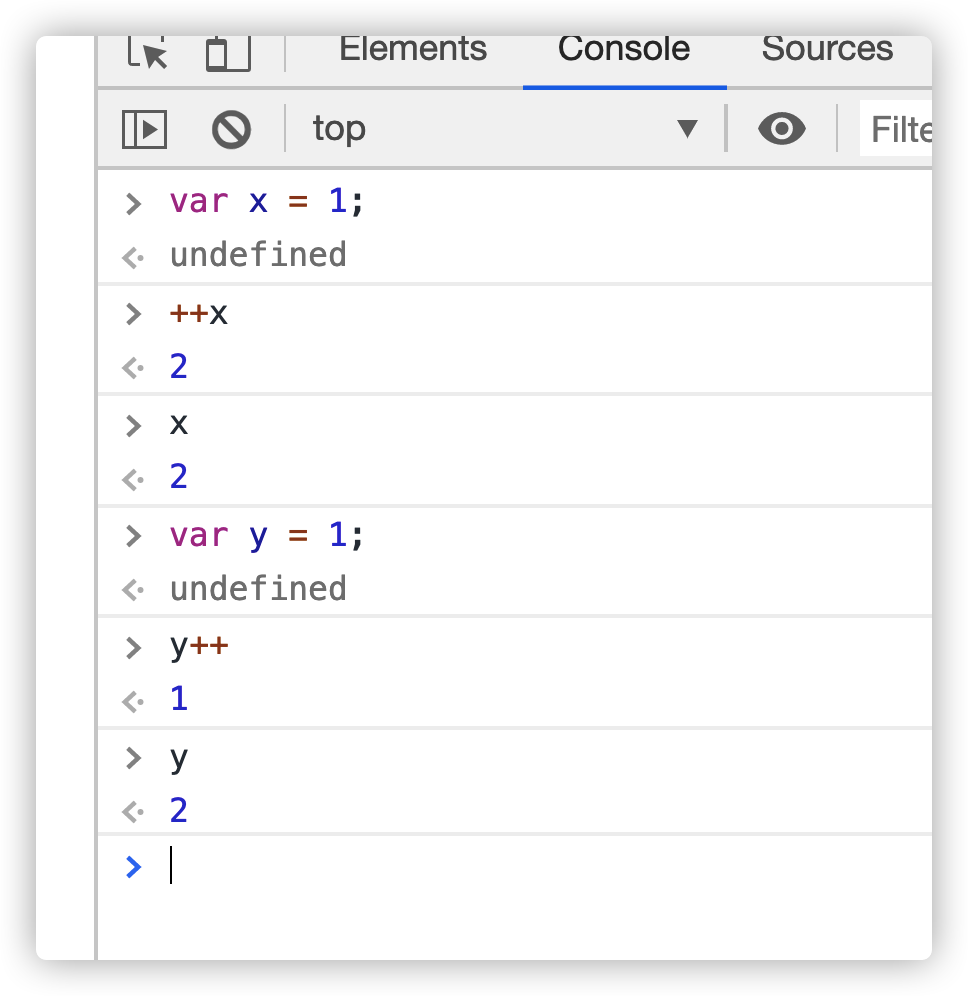 Elements Console Sources
top Filte
> var x = 1;
undefined
> ++x
2
> x
2
> var y = 1;
undefined
> y++
1
> y
2
>